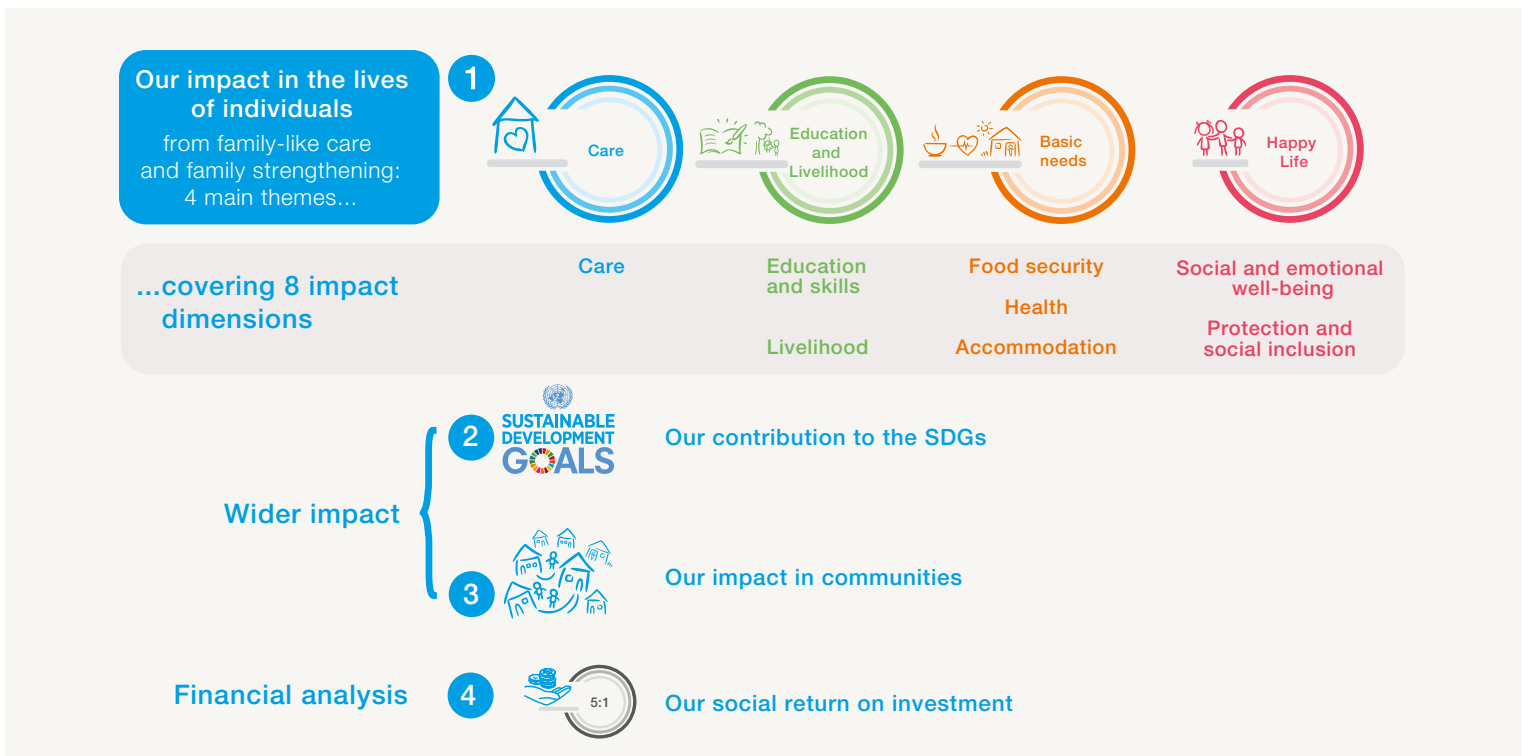 Our impact in the lives
of individuals
from family-like care
and family strengthening:
4 main themes...
1
Care
Education
and
Livelihood
Basic
needs
Happy
Life
...covering 8 impact
dimensions
Care
Education
and skills
Livelihood
Food security
Health
Accommodation
Social and emotional
well-being
Protection and
social inclusion
Wider impact
2
SUSTAINABLE
DEVELOPMENT
GOALS
Our contribution to the SDGs
3
Our impact in communities
Financial analysis
4
5:1
Our social return on investment